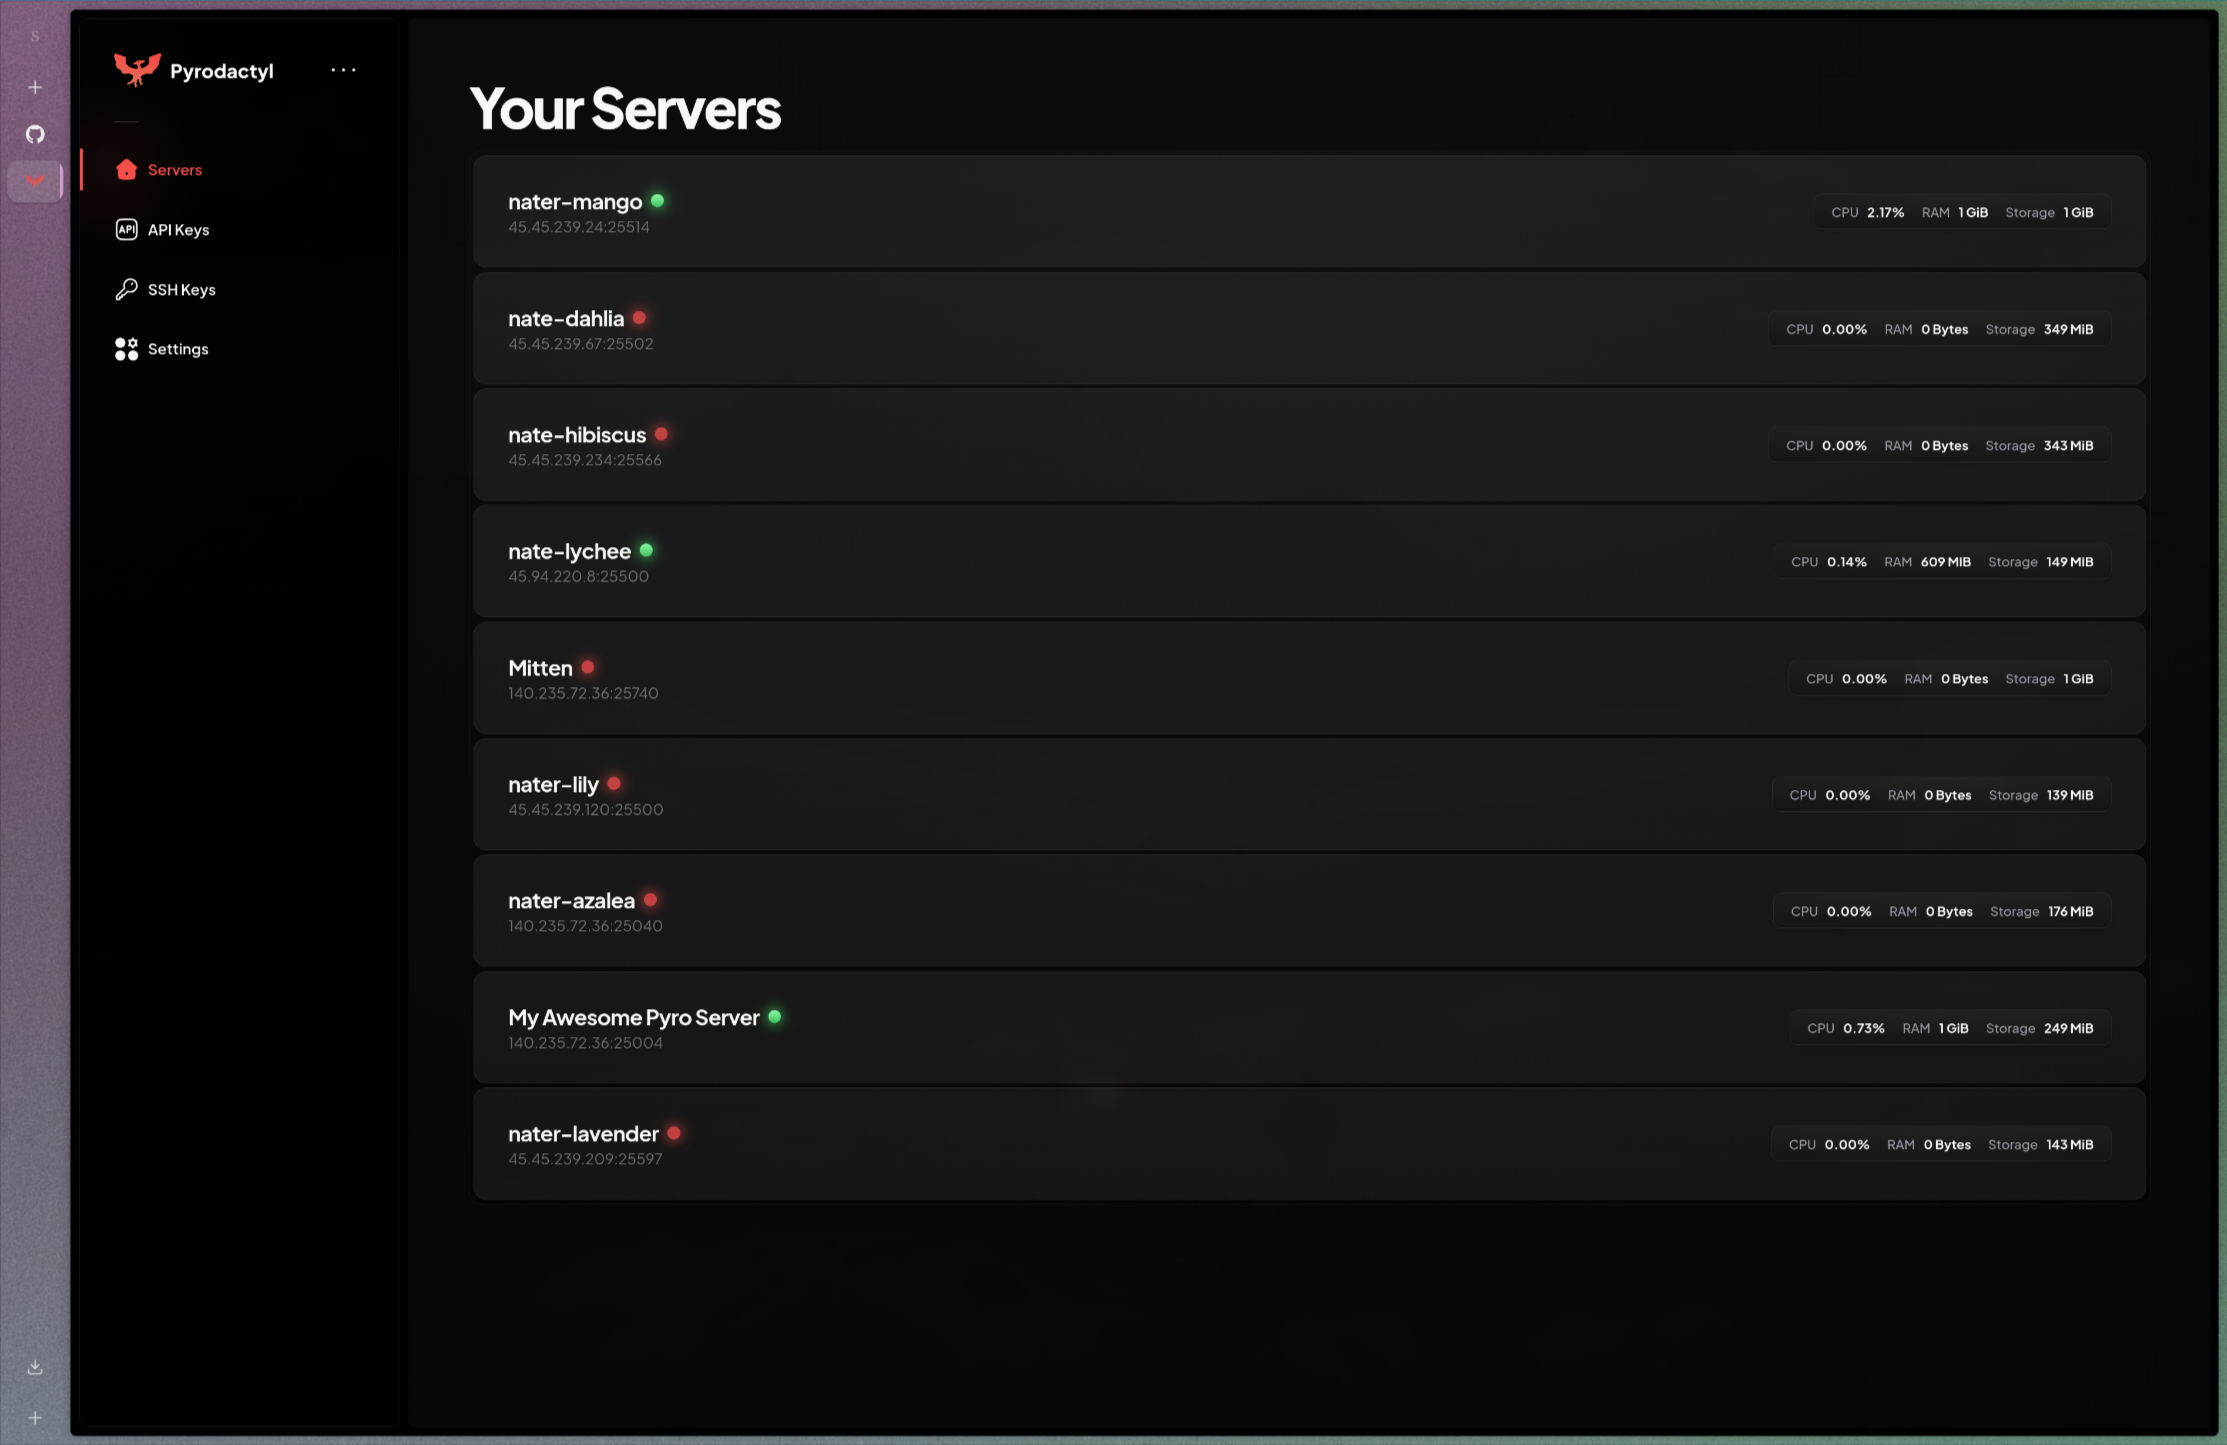 S
Pyrodactyl
Servers
API
API Keys
SSH Keys
Settings
Your Servers
nater-mango
45.45.239.24:25514
CPU 2.17% RAM 1 GiB Storage 1 GiB
nate-dahlia
45.45.239.67:25502
CPU 0.00% RAM 0 Bytes Storage 349 MiB
nate-hibiscus
45.45.239.234:25566
CPU 0.00% RAM 0 Bytes Storage 343 MiB
nate-lychee
45.94.220.8:25500
CPU 0.14% RAM 609 MiB Storage 149 MiB
Mitten
140.235.72.36:25740
CPU 0.00% RAM 0 Bytes Storage 1 GiB
nater-lily
45.45.239.120:25500
CPU 0.00% RAM 0 Bytes Storage 139 MiB
nater-azalea
140.235.72.36:25040
CPU 0.00% RAM 0 Bytes Storage 176 MiB
My Awesome Pyro Server
140.235.72.36:25004
CPU 0.73% RAM 1 GiB Storage 249 MiB
nater-lavender
45.45.239.209:25597
CPU 0.00% RAM 0 Bytes Storage 143 MiB